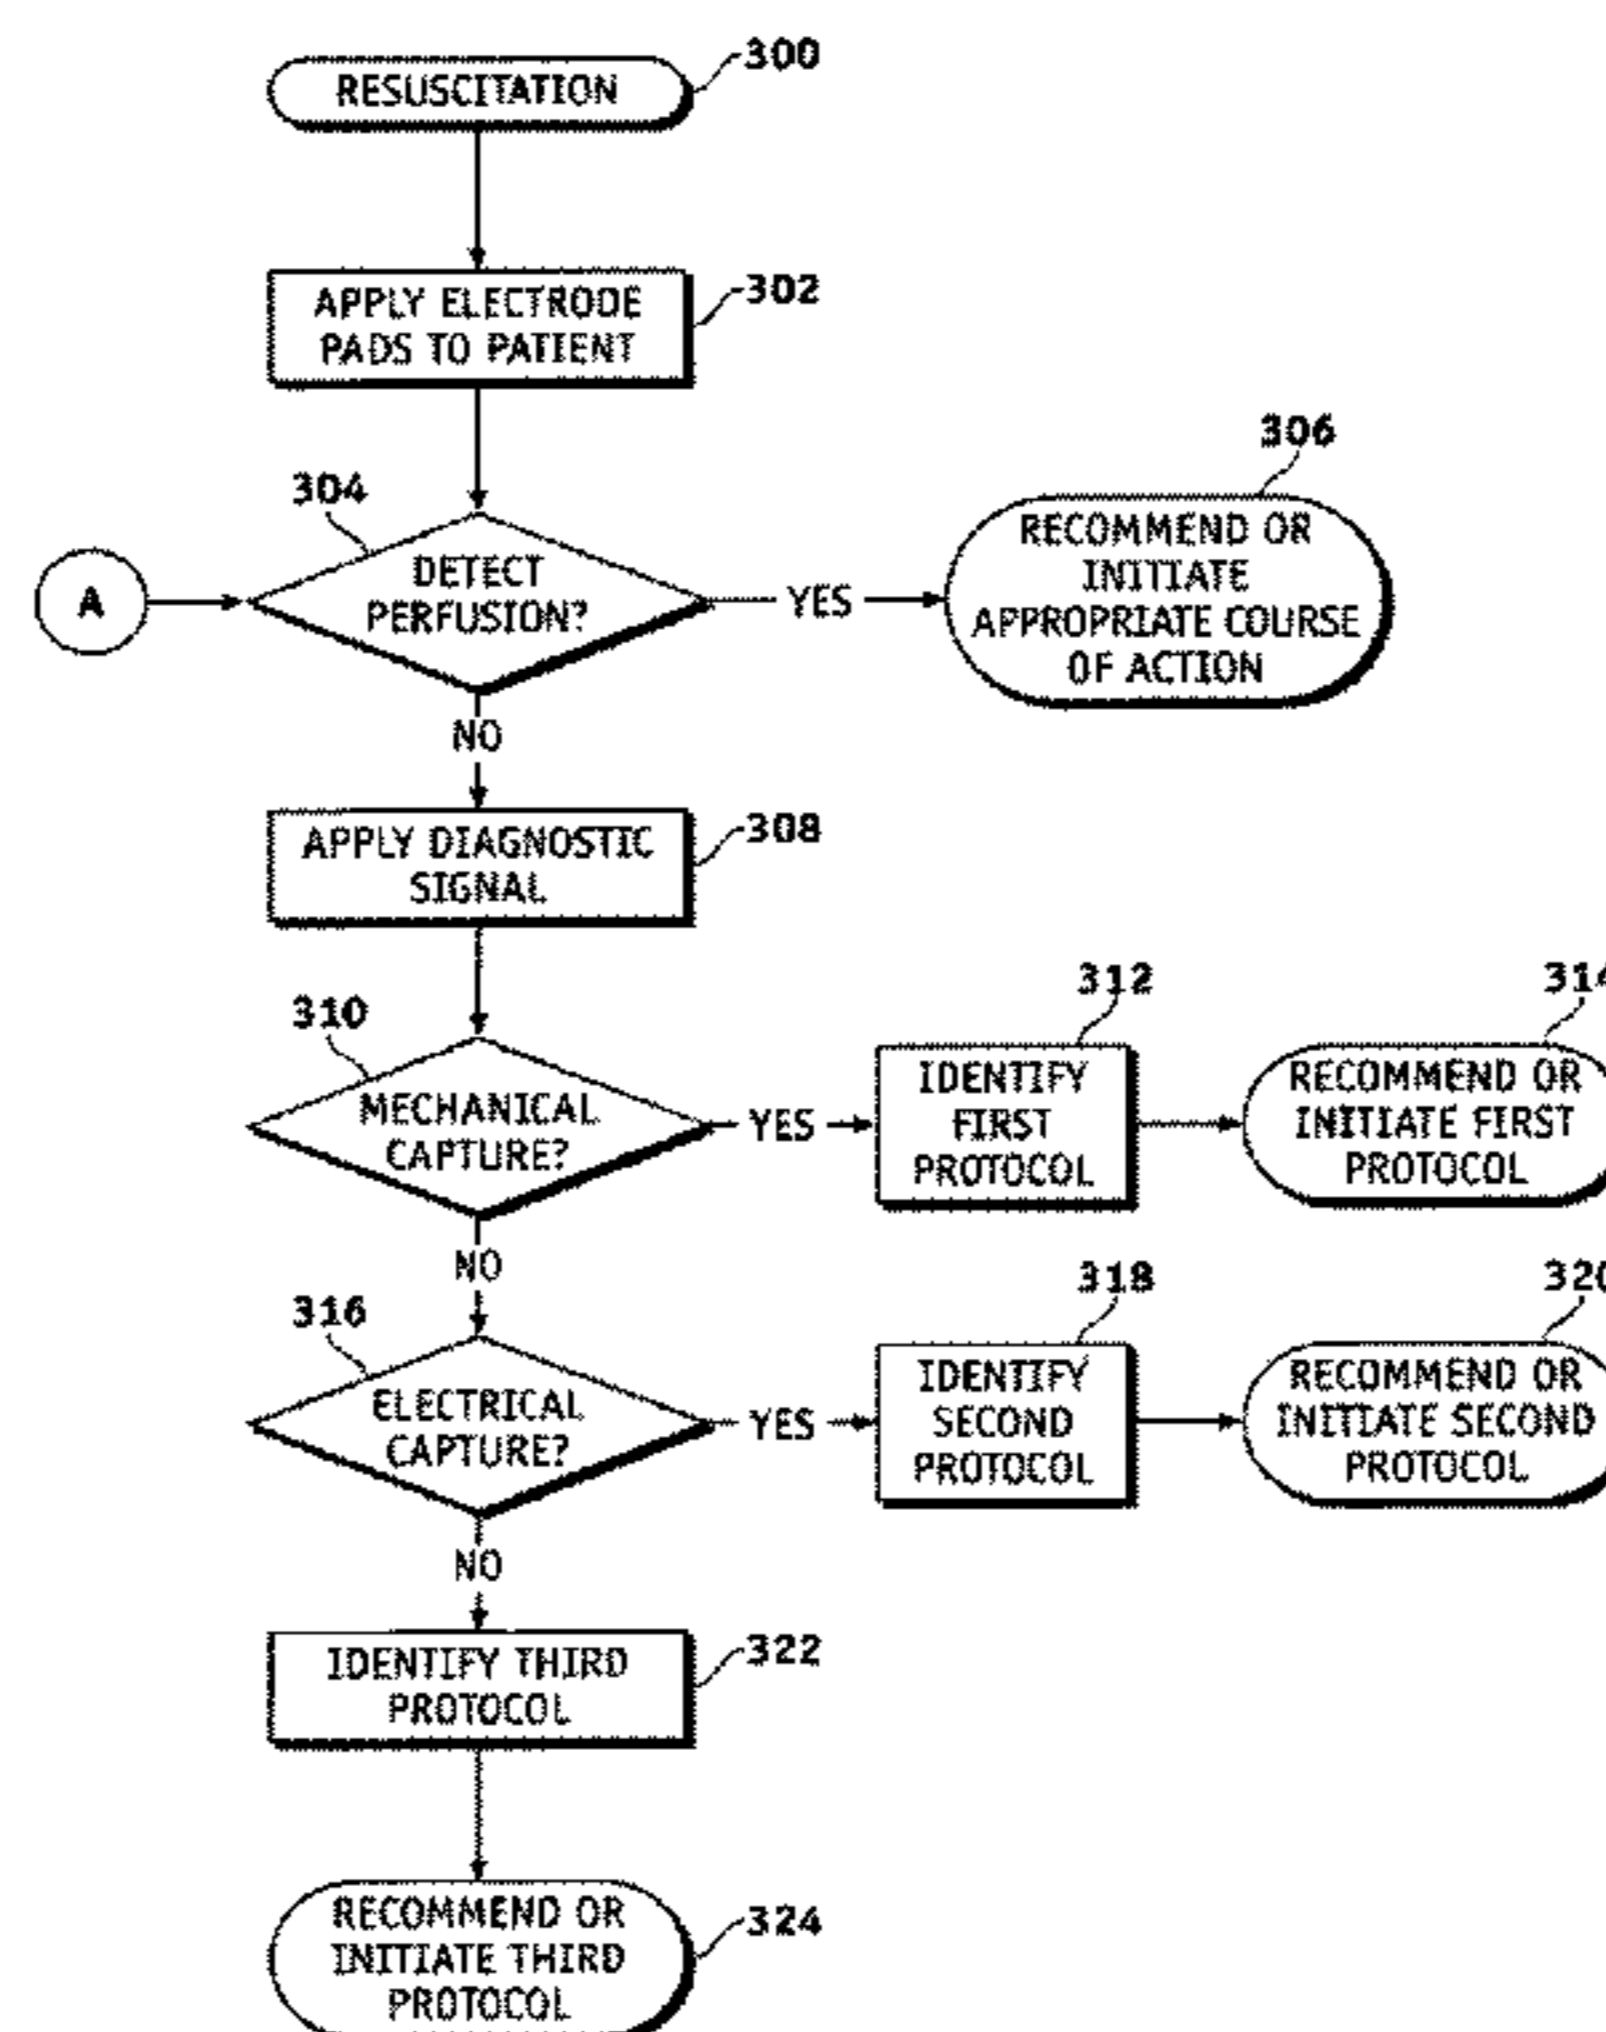 300
RESUSCITATION
302
APPLY ELECTRODE
PADS TO PATIENT
304
306
A
DETECT
PERFUSION?
YES
RECOMMEND OR
INITIATE
APPROPRIATE COURSE
OF ACTION
NO
308
APPLY DIAGNOSTIC
SIGNAL
310
312
314
MECHANICAL
CAPTURE?
YES
IDENTIFY
FIRST
PROTOCOL
RECOMMEND OR
INITIATE FIRST
PROTOCOL
NO
316
318
320
ELECTRICAL
CAPTURE?
YES
IDENTIFY
SECOND
PROTOCOL
RECOMMEND OR
INITIATE SECOND
PROTOCOL
NO
322
IDENTIFY THIRD
PROTOCOL
324
RECOMMEND OR
INITIATE THIRD
PROTOCOL